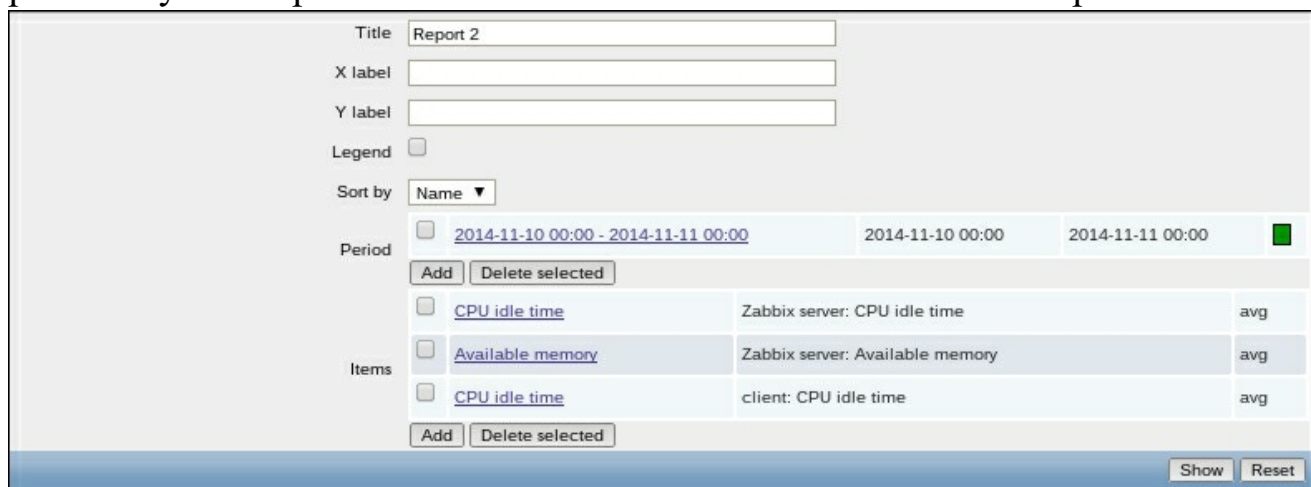 Title Report 2
X label
Y label
Legend
Sort by Name ▼
Period 2014-11-10 00:00 - 2014-11-11 00:00 2014-11-10 00:00 2014-11-11 00:00
Add Delete selected
CPU idle time Zabbix server: CPU idle time avg
Items Available memory Zabbix server: Available memory avg
CPU idle time client: CPU idle time avg
Add Delete selected
Show Reset